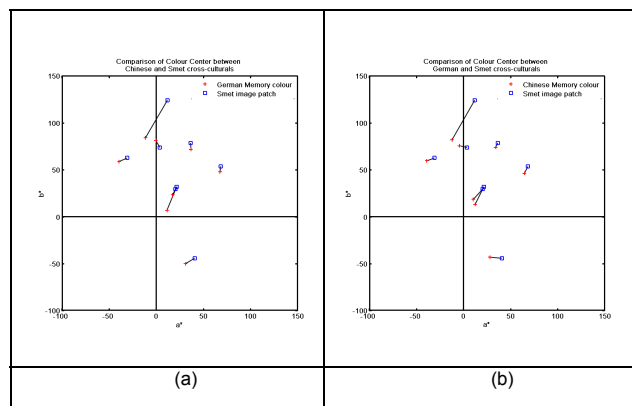 Comparison of Colour Center between
Chinese and Smet cross-culturals
German Memory colour
Smet image patch
150
100
50
0
-50
-100
-100
-50
0
50
100
150
b*
a*
(a)
Comparison of Colour Center between
German and Smet cross-culturals
Chinese Memory colour
Smet image patch
150
100
50
0
-50
-100
-100
-50
0
50
100
150
b*
a*
(b)